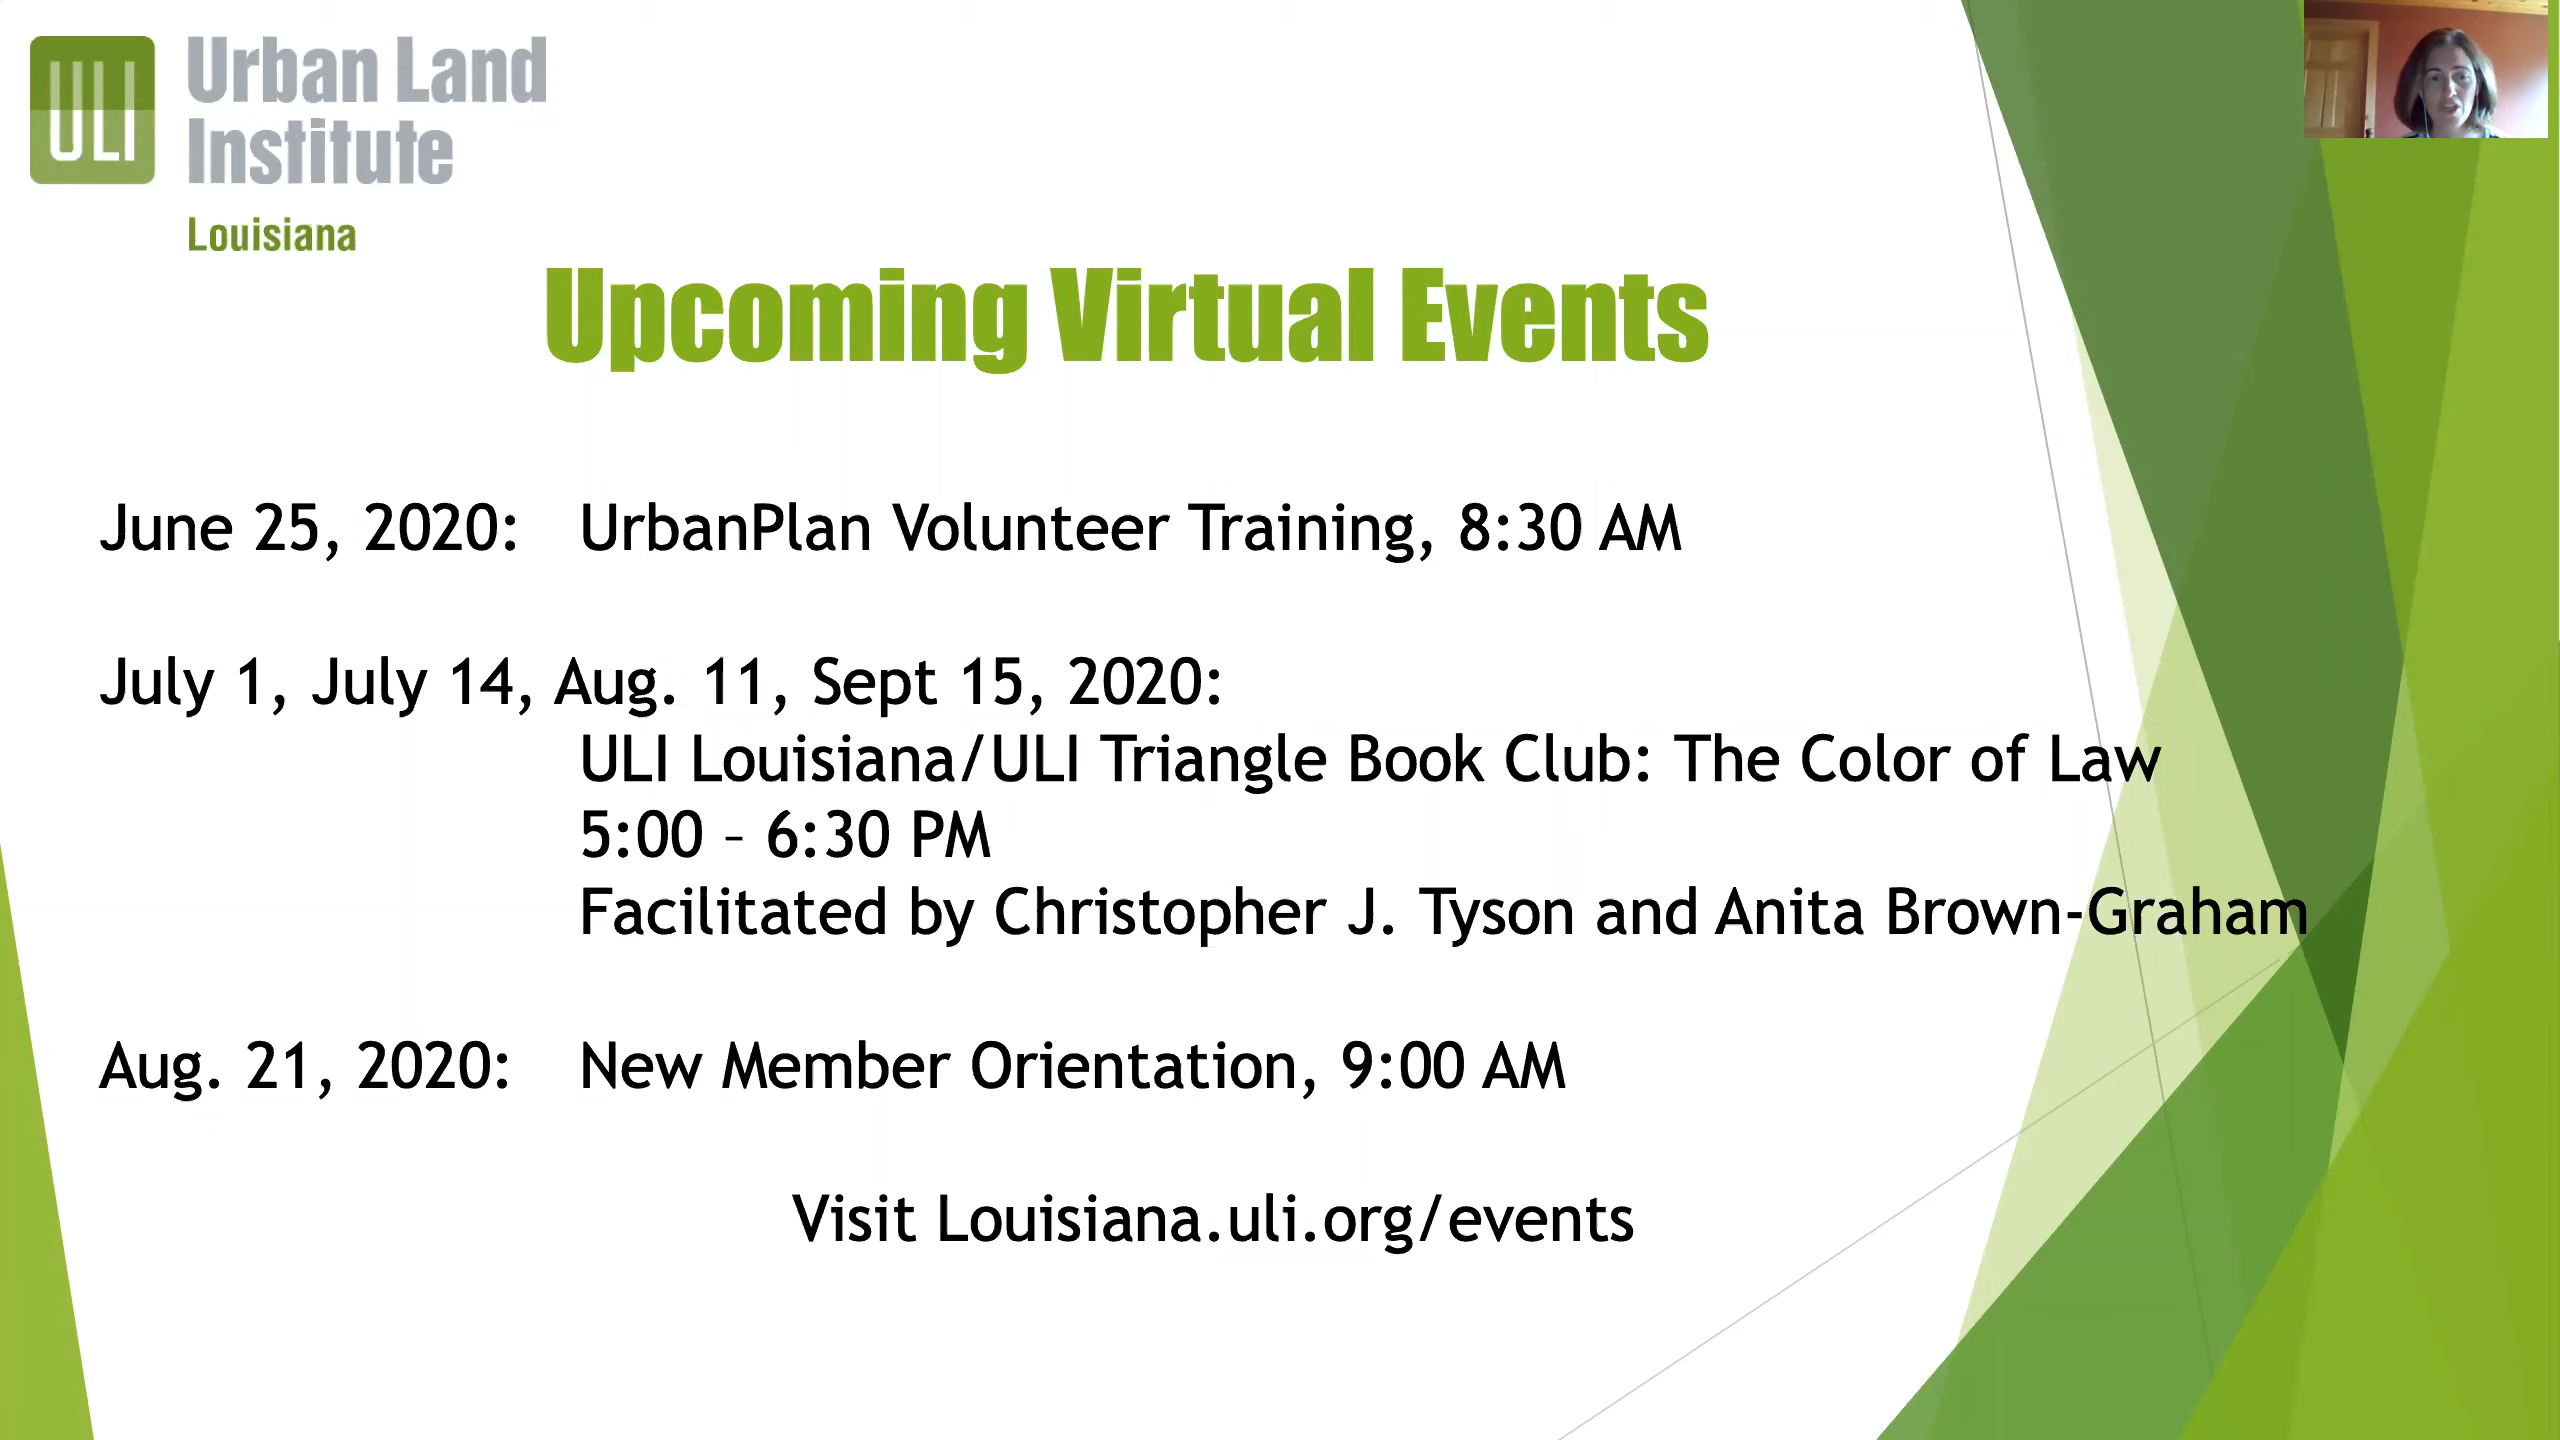 ULI
Urban Land
Institute
Louisiana
Upcoming Virtual Events
June 25, 2020: UrbanPlan Volunteer Training, 8:30 AM
July 1, July 14, Aug. 11, Sept 15, 2020:
ULI Louisiana/ULI Triangle Book Club: The Color of Law
5:00 – 6:30 PM
Facilitated by Christopher J. Tyson and Anita Brown-Graham
Aug. 21, 2020: New Member Orientation, 9:00 AM
Visit Louisiana.uli.org/events